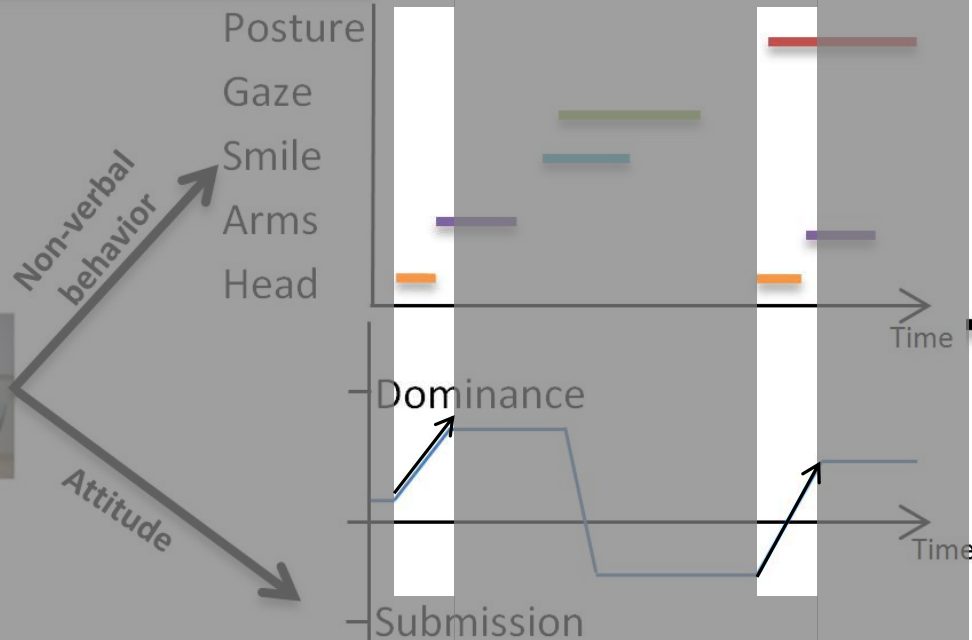 Posture
Gaze
Smile
Arms
Head
Non-verbal
behavior
Time
Dominance
Attitude
Time
Submission